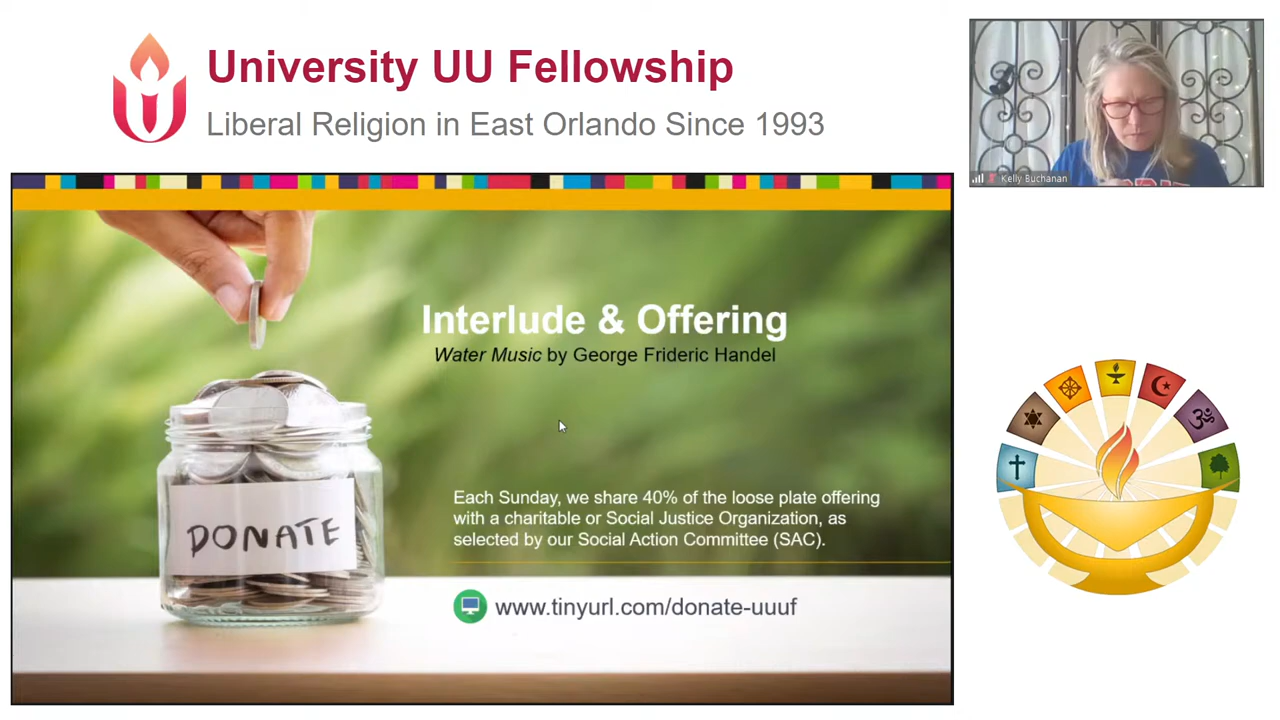 University UU Fellowship
Liberal Religion in East Orlando Since 1993
Kelly Buchanan
Interlude & Offering
Water Music by George Frideric Handel
Each Sunday, we share 40% of the loose plate offering
with a charitable or Social Justice Organization, as
selected by our Social Action Committee (SAC).
DONATE
www.tinyurl.com/donate-uuuf